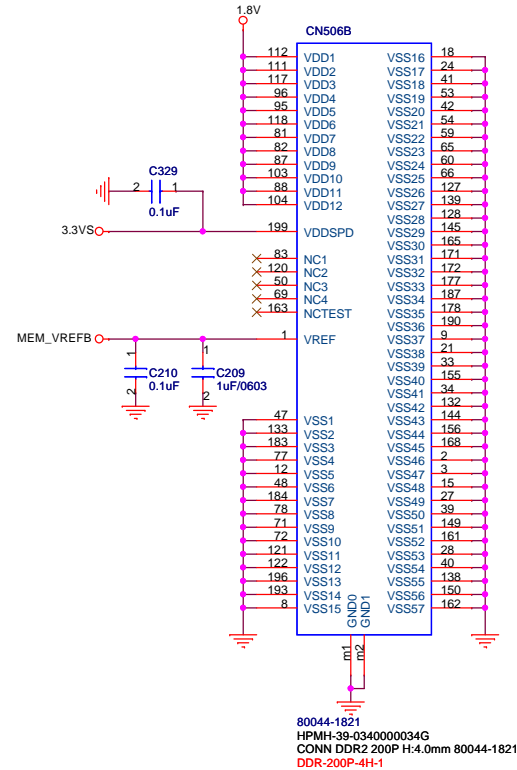 1.8V
CN506B
112 VDD1 VSS16 18
111 VDD2 VSS17 24
117 VDD3 VSS18 41
96 VDD4 VSS19 53
95 VDD5 VSS20 42
118 VDD6 VSS21 54
81 VDD7 VSS22 59
82 VDD8 VSS23 65
87 VDD9 VSS24 60
103 VDD10 VSS25 66
88 VDD11 VSS26 127
104 VDD12 VSS27 139
VSS28 128
C329
2 1
0.1uF
3.3VS 199 VDDSPD VSS29 145
VSS30 165
83 NC1 VSS31 171
120 NC2 VSS32 172
50 NC3 VSS33 177
69 NC4 VSS34 187
163 NCTEST VSS35 178
VSS36 190
MEM_VREFB 1 VREF VSS37 9
VSS38 21
VSS39 33
VSS40 155
VSS41 34
VSS42 132
1 C210 0.1uF 2
1 C209 1uF/0603 2
47 VSS1 VSS43 144
133 VSS2 VSS44 156
183 VSS3 VSS45 168
77 VSS4 VSS46 2
12 VSS5 VSS47 3
48 VSS6 VSS48 15
184 VSS7 VSS49 27
78 VSS8 VSS50 39
71 VSS9 VSS51 149
72 VSS10 VSS52 161
121 VSS11 VSS53 28
122 VSS12 VSS54 40
196 VSS13 VSS55 138
193 VSS14 VSS56 150
8 VSS15 VSS57 162
GND0 GND1
m1 m2
80044-1821
HPMH-39-0340000034G
CONN DDR2 200P H:4.0mm 80044-1821
DDR-200P-4H-1